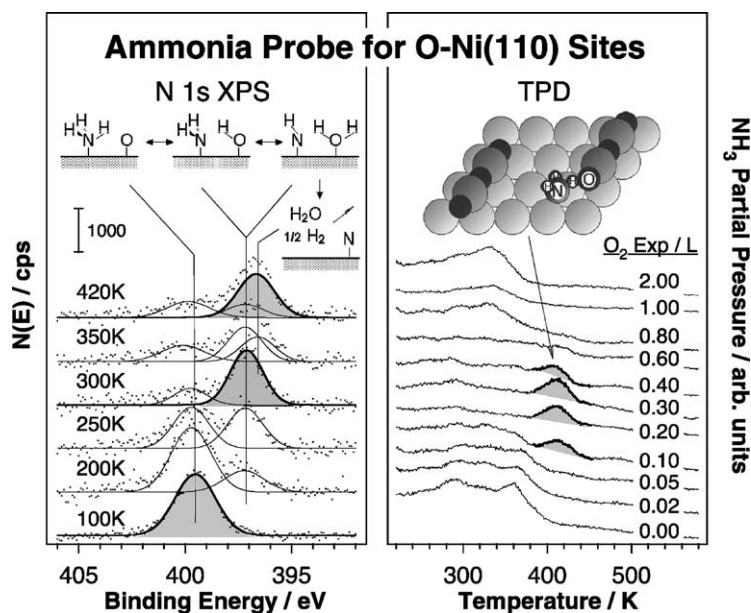 Ammonia Probe for O-Ni(110) Sites
N 1s XPS
H
H
H
N
O
H
H
N
H
O
H
N
H
O
H
H₂O
1/2 H₂
N
1000
420K
350K
300K
250K
200K
100K
N(E) / cps
405
400
395
Binding Energy / eV
TPD
H
H
N
O
O₂ Exp / L
2.00
1.00
0.80
0.60
0.40
0.30
0.20
0.10
0.05
0.02
0.00
300
400
500
Temperature / K
NH₃ Partial Pressure / arb. units